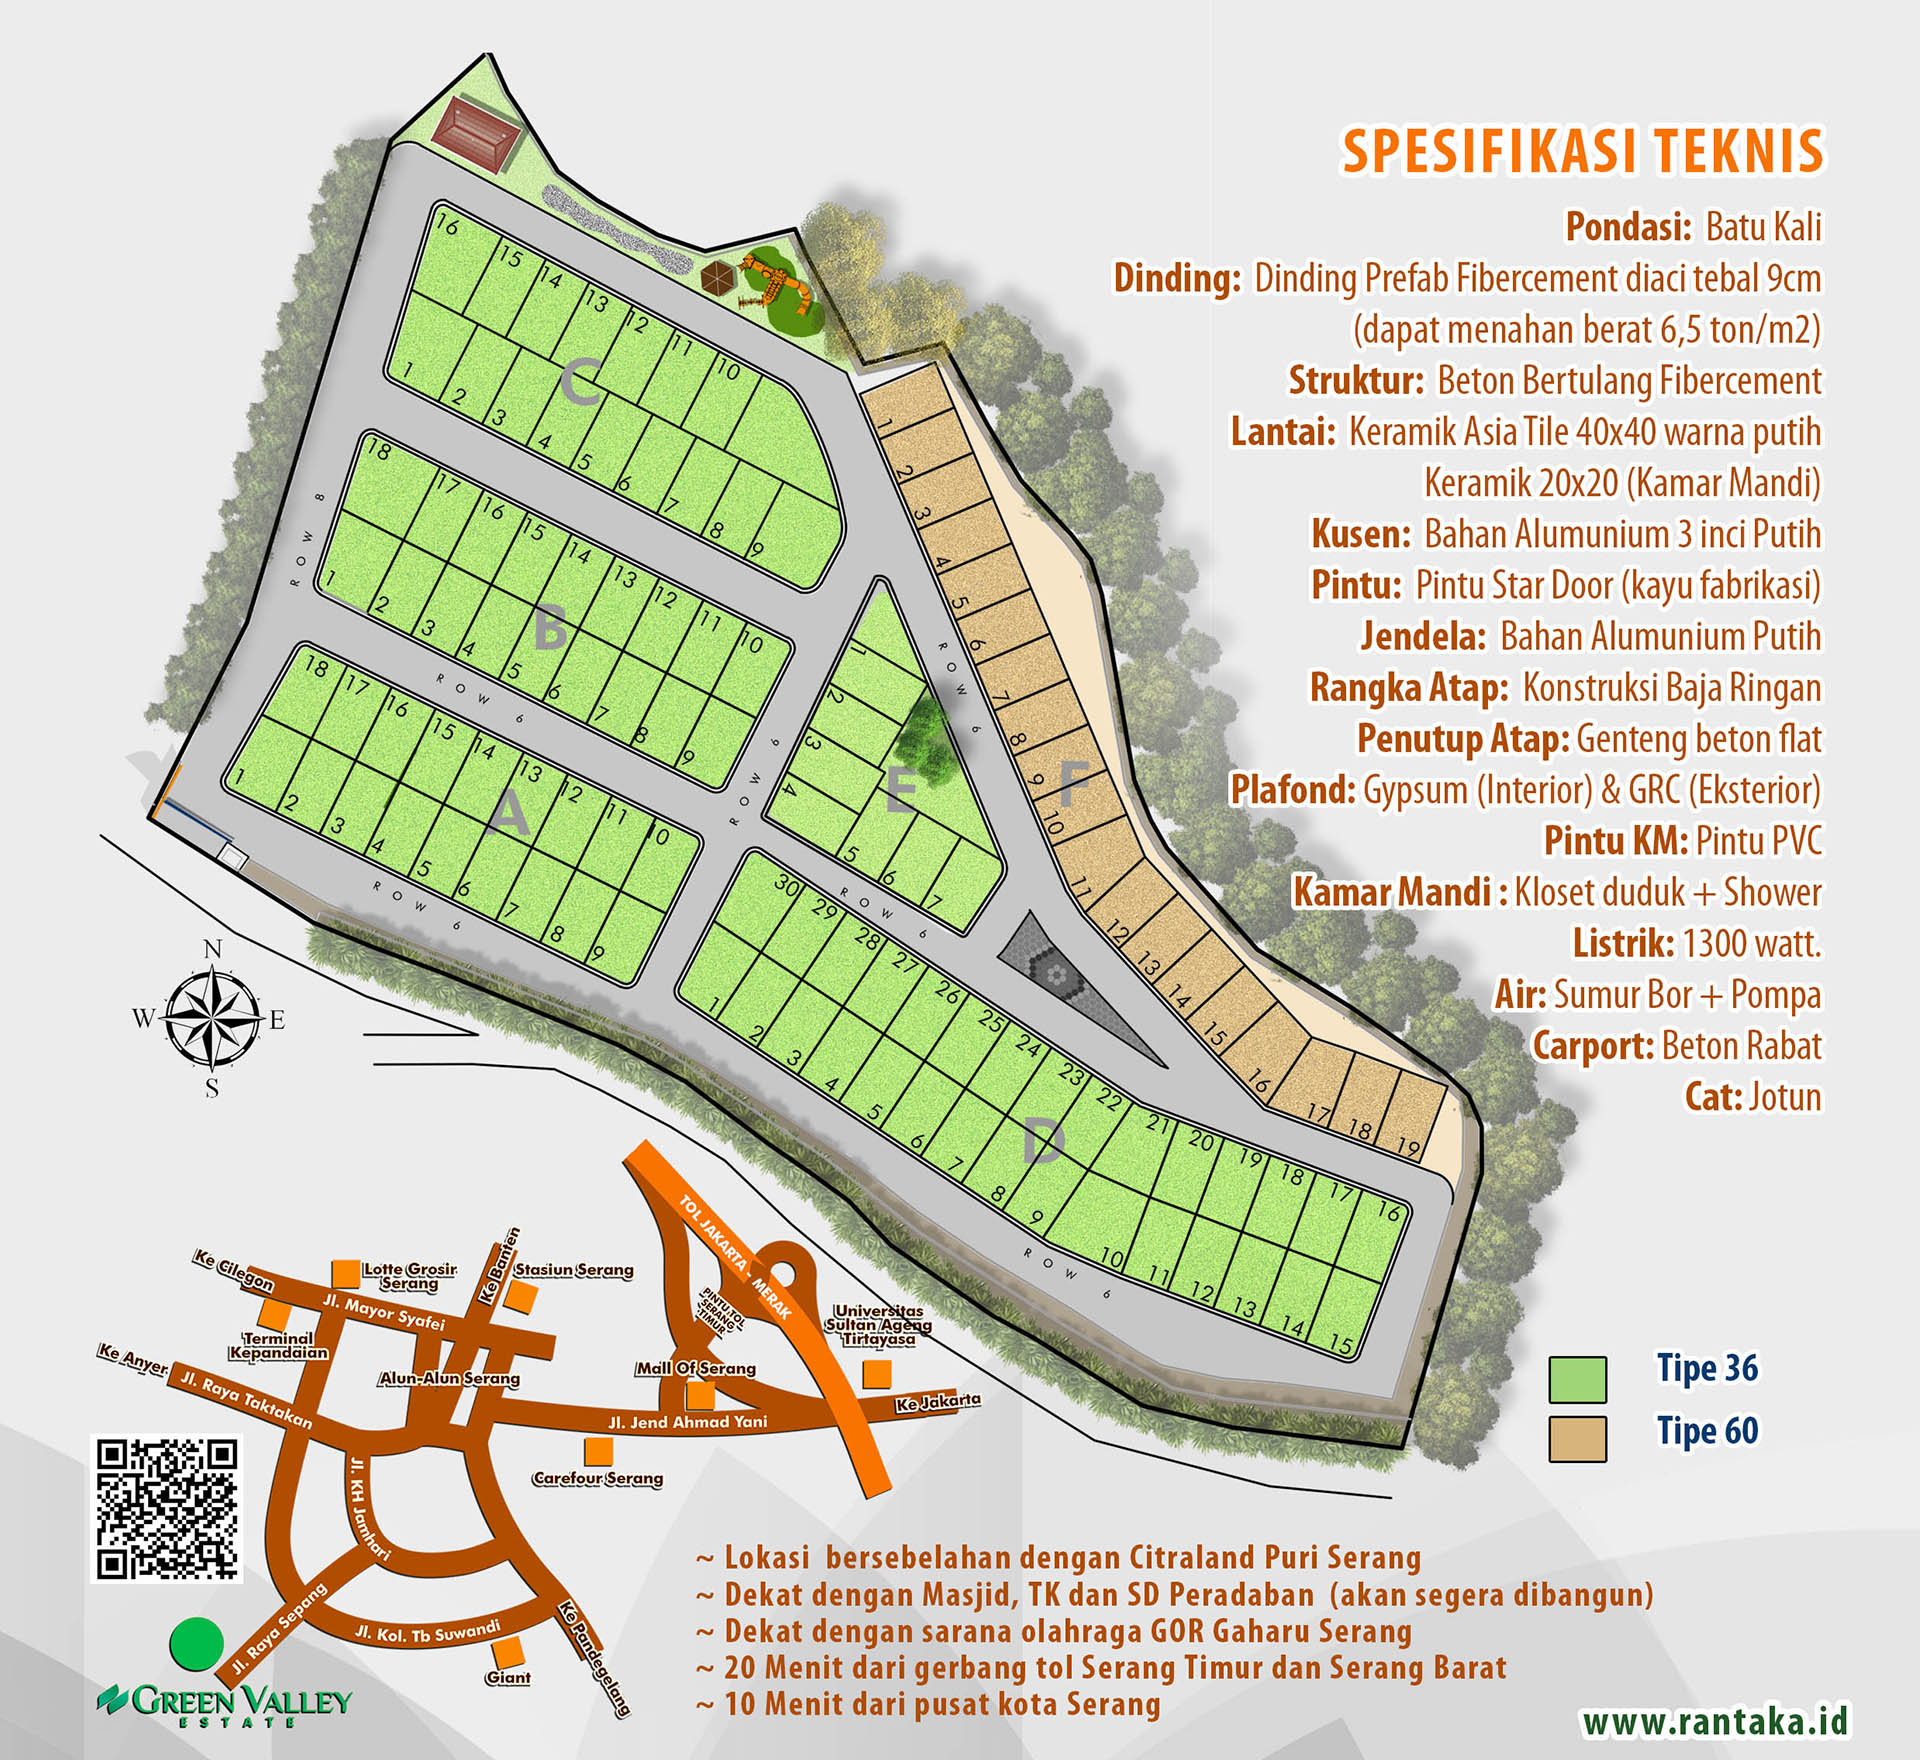 SPESIFIKASI TEKNIS
Pondasi: Batu Kali
Dinding: Dinding Prefab Fibercement diaci tebal 9cm
(dapat menahan berat 6,5 ton/m2)
Struktur: Beton Bertulang Fibercement
Lantai: Keramik Asia Tile 40x40 warna putih
Keramik 20x20 (Kamar Mandi)
Kusen: Bahan Alumunium 3 inci Putih
Pintu: Pintu Star Door (kayu fabrikasi)
Jendela: Bahan Alumunium Putih
Rangka Atap: Konstruksi Baja Ringan
Penutup Atap: Genteng beton flat
Plafond: Gypsum (Interior) & GRC (Eksterior)
Pintu KM: Pintu PVC
Kamar Mandi : Kloset duduk + Shower
Listrik: 1300 watt.
Air: Sumur Bor + Pompa
Carport: Beton Rabat
Cat: Jotun
16 15 14 13 12 11 10
C
1 2 3 4 5 6 7 8 9
ROW 8
18 17 16 15 14 13 12 11 10
B
1 2 3 4 5 6 7 8 9
ROW 6
18 17 16 15 14 13 12 11 10
A
1 2 3 4 5 6 7 8 9
ROW 6
ROW 6
1 2 3 4
E
5 6 7
ROW 6
ROW 6
1 2 3 4 5 6 7 8 9 10 11 12 13 14 15 16 17 18 19
F
30 29 28 27 26 25 24 23 22 21 20 19 18 17 16
D
1 2 3 4 5 6 7 8 9 10 11 12 13 14 15
ROW 6
N
W E
S
Tipe 36
Tipe 60
Ke Cilegon
Lotte Grosir
Serang
Ke Banten
Stasiun Serang
Jl. Mayor Syafei
Terminal
Kepandaian
Alun-Alun Serang
Ke Anyer
Jl. Raya Taktakan
TOL JAKARTA - MERAK
PINTU TOL
SERANG
TIMUR
Universitas
Sultan Ageng
Tirtayasa
Mall Of Serang
Ke Jakarta
Jl. Jend Ahmad Yani
Carefour Serang
Jl. KH Jamhari
Jl. Raya Sepang
Jl. Kol. Tb Suwandi
Giant
Ke Pandegelang
GREEN VALLEY
ESTATE
~ Lokasi bersebelahan dengan Citraland Puri Serang
~ Dekat dengan Masjid, TK dan SD Peradaban (akan segera dibangun)
~ Dekat dengan sarana olahraga GOR Gaharu Serang
~ 20 Menit dari gerbang tol Serang Timur dan Serang Barat
~ 10 Menit dari pusat kota Serang
www.rantaka.id